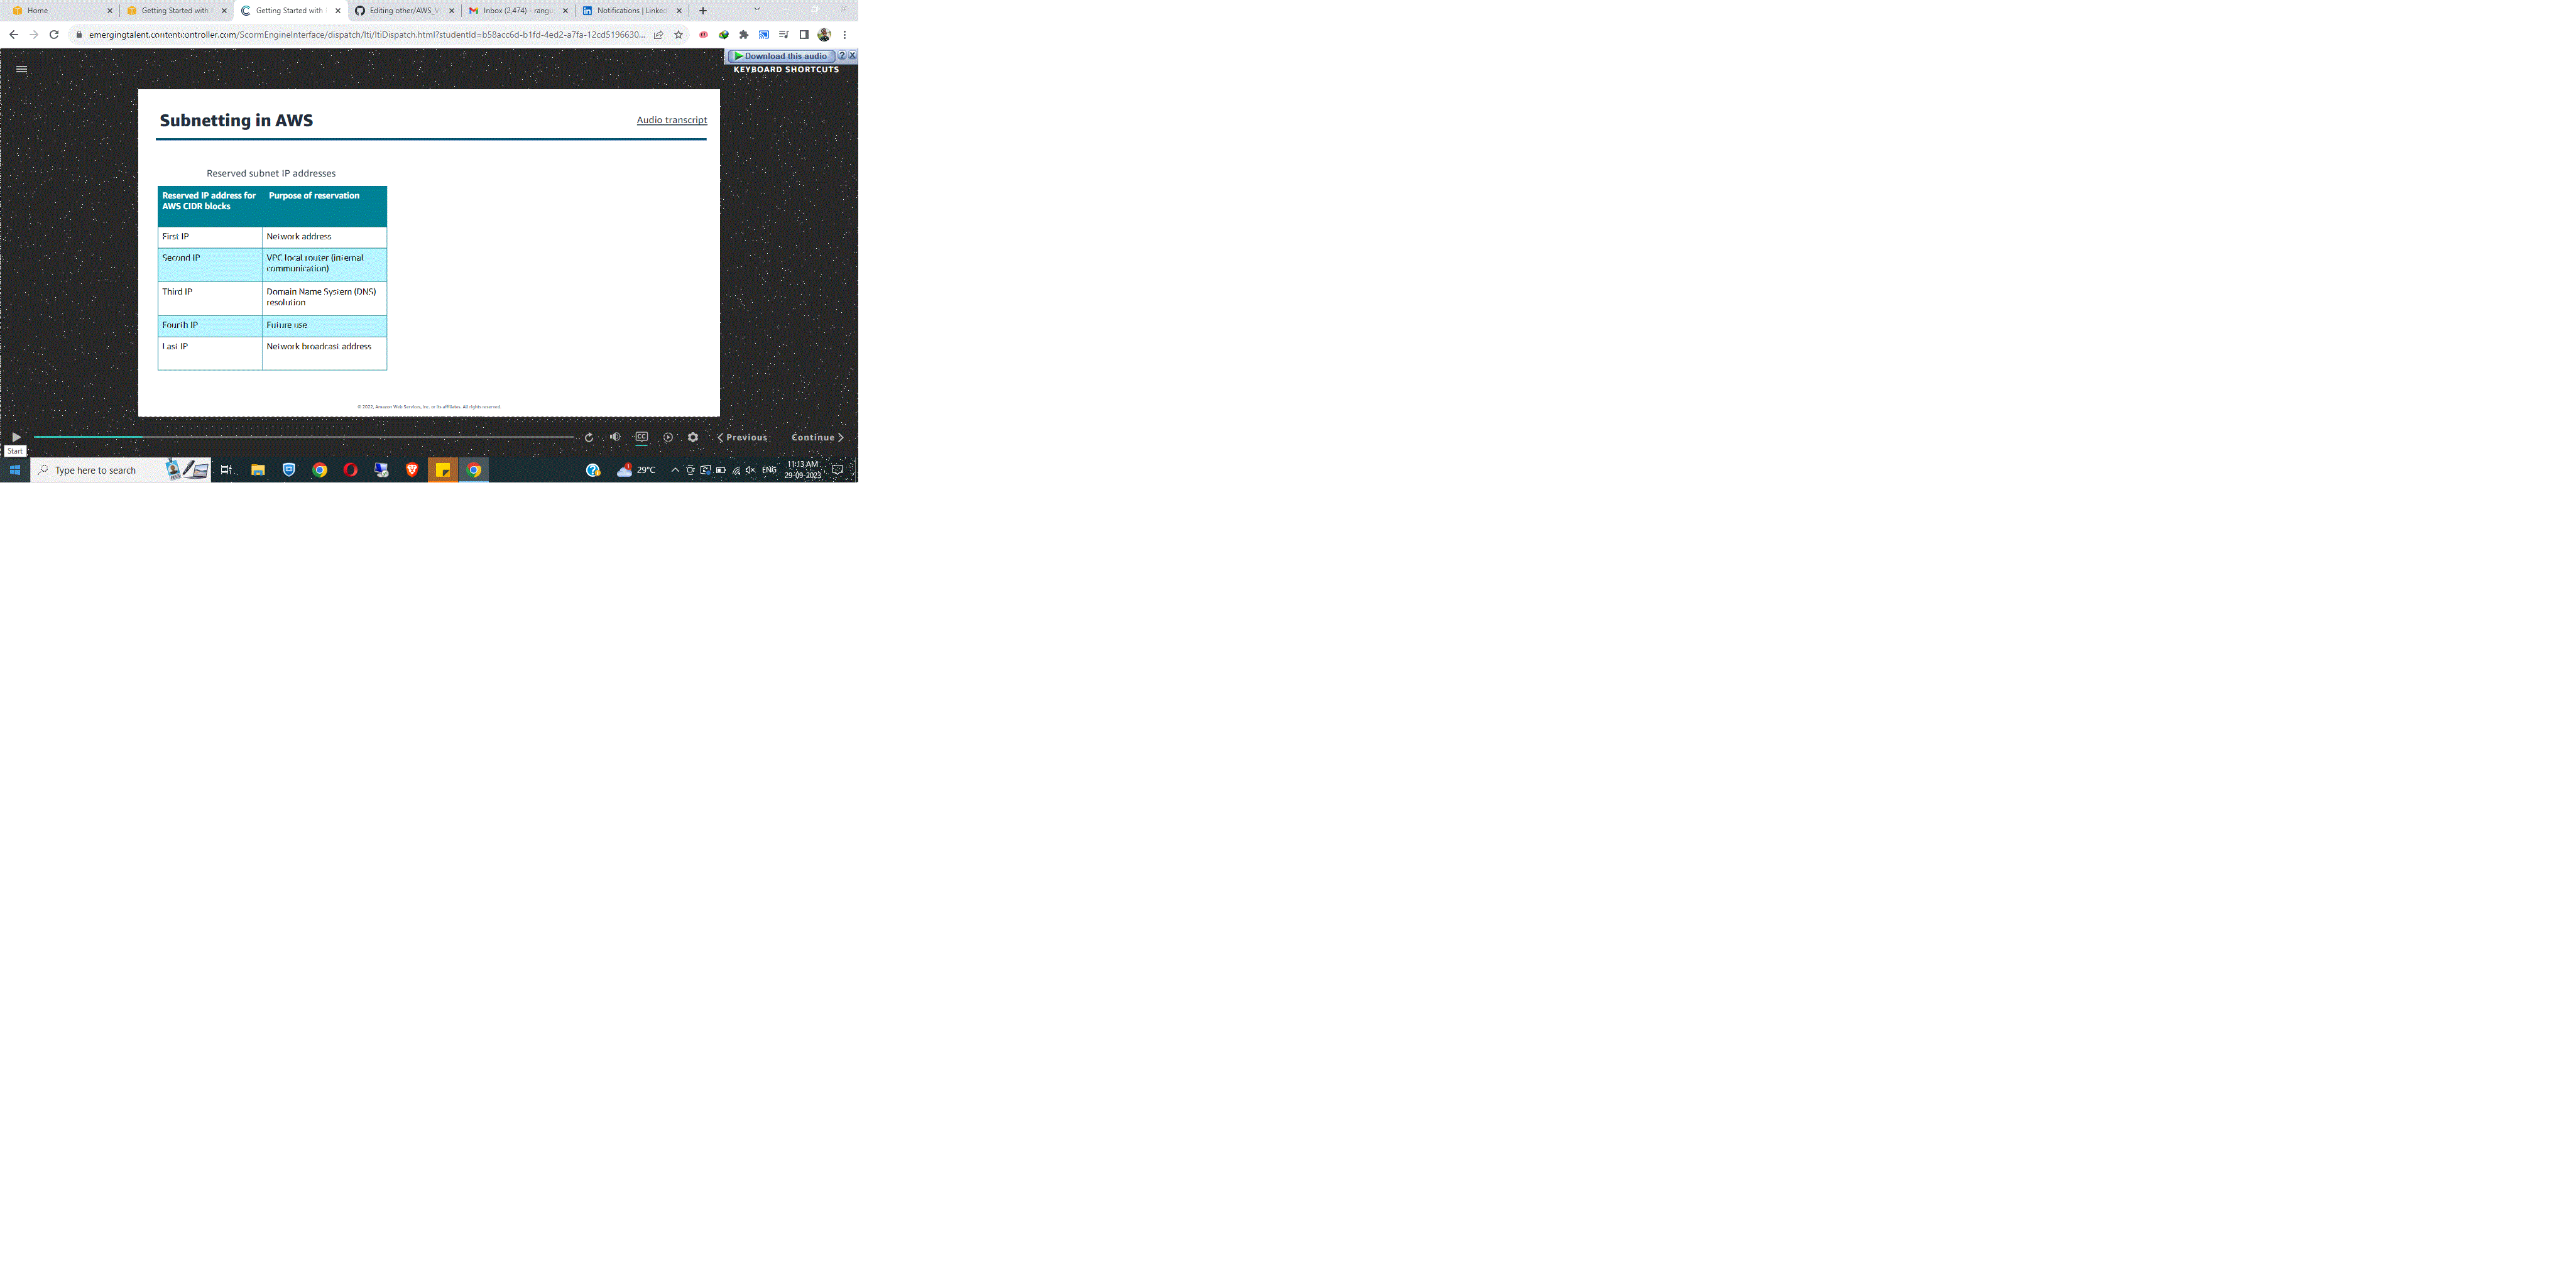 Home
Getting Started with
Getting Started with
Editing other/AWS_V
Inbox (2,474) - rangu
Notifications | Linked
emergingtalent.contentcontroller.com/ScormEngineInterface/dispatch/lti/ltiDispatch.html?studentId=b58acc6d-b1fd-4ed2-a7fa-12cd5196630...
Download this audio
KEYBOARD SHORTCUTS
Subnetting in AWS
Audio transcript
Reserved subnet IP addresses
Reserved IP address for
AWS CIDR blocks
Purpose of reservation
First IP
Network address
Second IP
VPC local router (internal
communication)
Third IP
Domain Name System (DNS)
resolution
Fourth IP
Future use
Last IP
Network broadcast address
© 2022, Amazon Web Services, Inc. or its affiliates. All rights reserved.
CC
Previous
Continue
Start
Type here to search
29°C
ENG
11:13 AM
29-09-2023